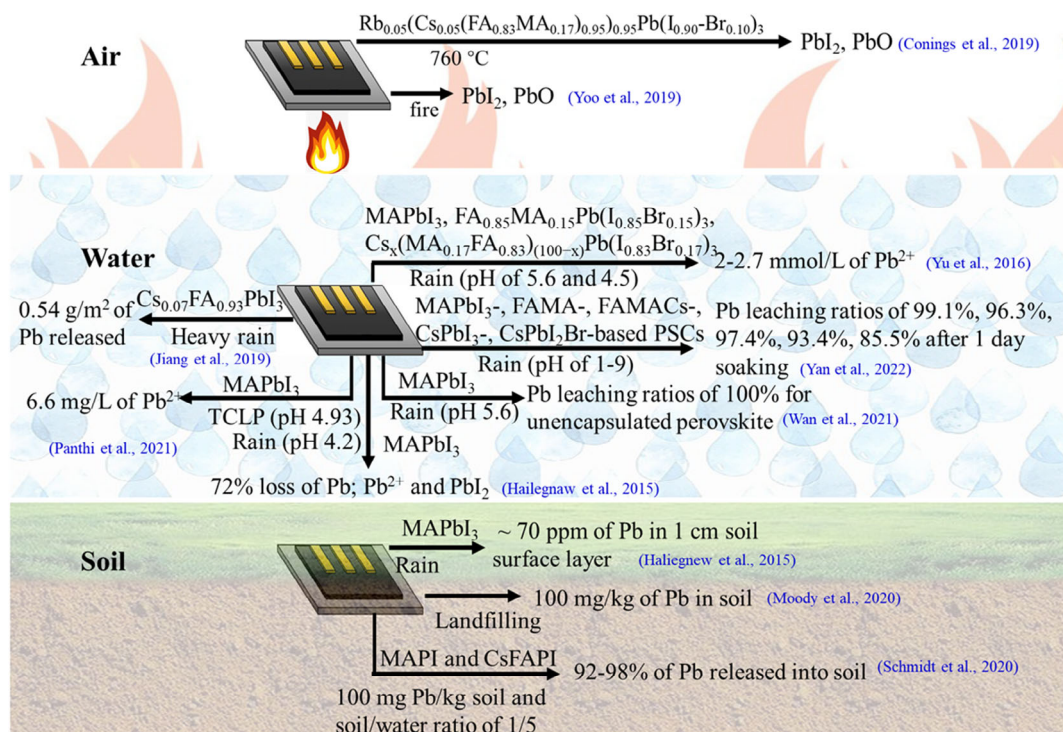 Air
Rb0.05(Cs0.05(FA0.83MA0.17)0.95)0.95Pb(I0.90-Br0.10)3
760 °C
PbI2, PbO (Conings et al., 2019)
fire
PbI2, PbO (Yoo et al., 2019)
Water
MAPbI3, FA0.85MA0.15Pb(I0.85Br0.15)3,
Csx(MA0.17FA0.83)(100−x)Pb(I0.83Br0.17)3
Rain (pH of 5.6 and 4.5)
2-2.7 mmol/L of Pb2+ (Yu et al., 2016)
0.54 g/m2 of
Pb released
Cs0.07FA0.93PbI3
Heavy rain
(Jiang et al., 2019)
MAPbI3-, FAMA-, FAMACs-,
CsPbI3-, CsPbI2Br-based PSCs
Rain (pH of 1-9)
Pb leaching ratios of 99.1%, 96.3%,
97.4%, 93.4%, 85.5% after 1 day
soaking (Yan et al., 2022)
6.6 mg/L of Pb2+
MAPbI3
TCLP (pH 4.93)
(Panthi et al., 2021)
MAPbI3
Rain (pH 5.6)
Pb leaching ratios of 100% for
unencapsulated perovskite (Wan et al., 2021)
Rain (pH 4.2)
MAPbI3
72% loss of Pb; Pb2+ and PbI2 (Hailegnaw et al., 2015)
Soil
MAPbI3
Rain
~ 70 ppm of Pb in 1 cm soil
surface layer (Haliegnew et al., 2015)
Landfilling
100 mg/kg of Pb in soil (Moody et al., 2020)
MAPI and CsFAPI
100 mg Pb/kg soil and
soil/water ratio of 1/5
92-98% of Pb released into soil (Schmidt et al., 2020)